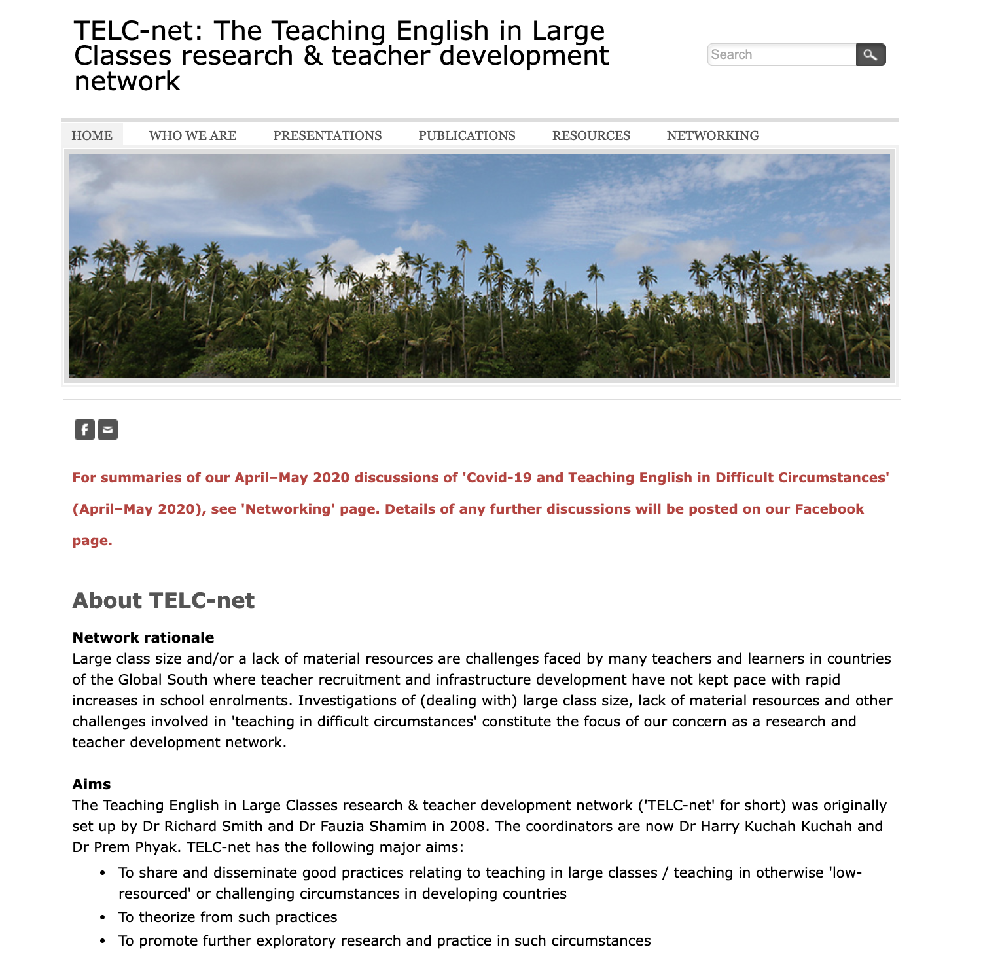 TELC-net: The Teaching English in Large
Classes research & teacher development
network
Search
HOME
WHO WE ARE
PRESENTATIONS
PUBLICATIONS
RESOURCES
NETWORKING
For summaries of our April–May 2020 discussions of 'Covid-19 and Teaching English in Difficult Circumstances'
(April–May 2020), see 'Networking' page. Details of any further discussions will be posted on our Facebook
page.
About TELC-net
Network rationale
Large class size and/or a lack of material resources are challenges faced by many teachers and learners in countries
of the Global South where teacher recruitment and infrastructure development have not kept pace with rapid
increases in school enrolments. Investigations of (dealing with) large class size, lack of material resources and other
challenges involved in 'teaching in difficult circumstances' constitute the focus of our concern as a research and
teacher development network.
Aims
The Teaching English in Large Classes research & teacher development network ('TELC-net' for short) was originally
set up by Dr Richard Smith and Dr Fauzia Shamim in 2008. The coordinators are now Dr Harry Kuchah Kuchah and
Dr Prem Phyak. TELC-net has the following major aims:
• To share and disseminate good practices relating to teaching in large classes / teaching in otherwise 'low-
resourced' or challenging circumstances in developing countries
• To theorize from such practices
• To promote further exploratory research and practice in such circumstances